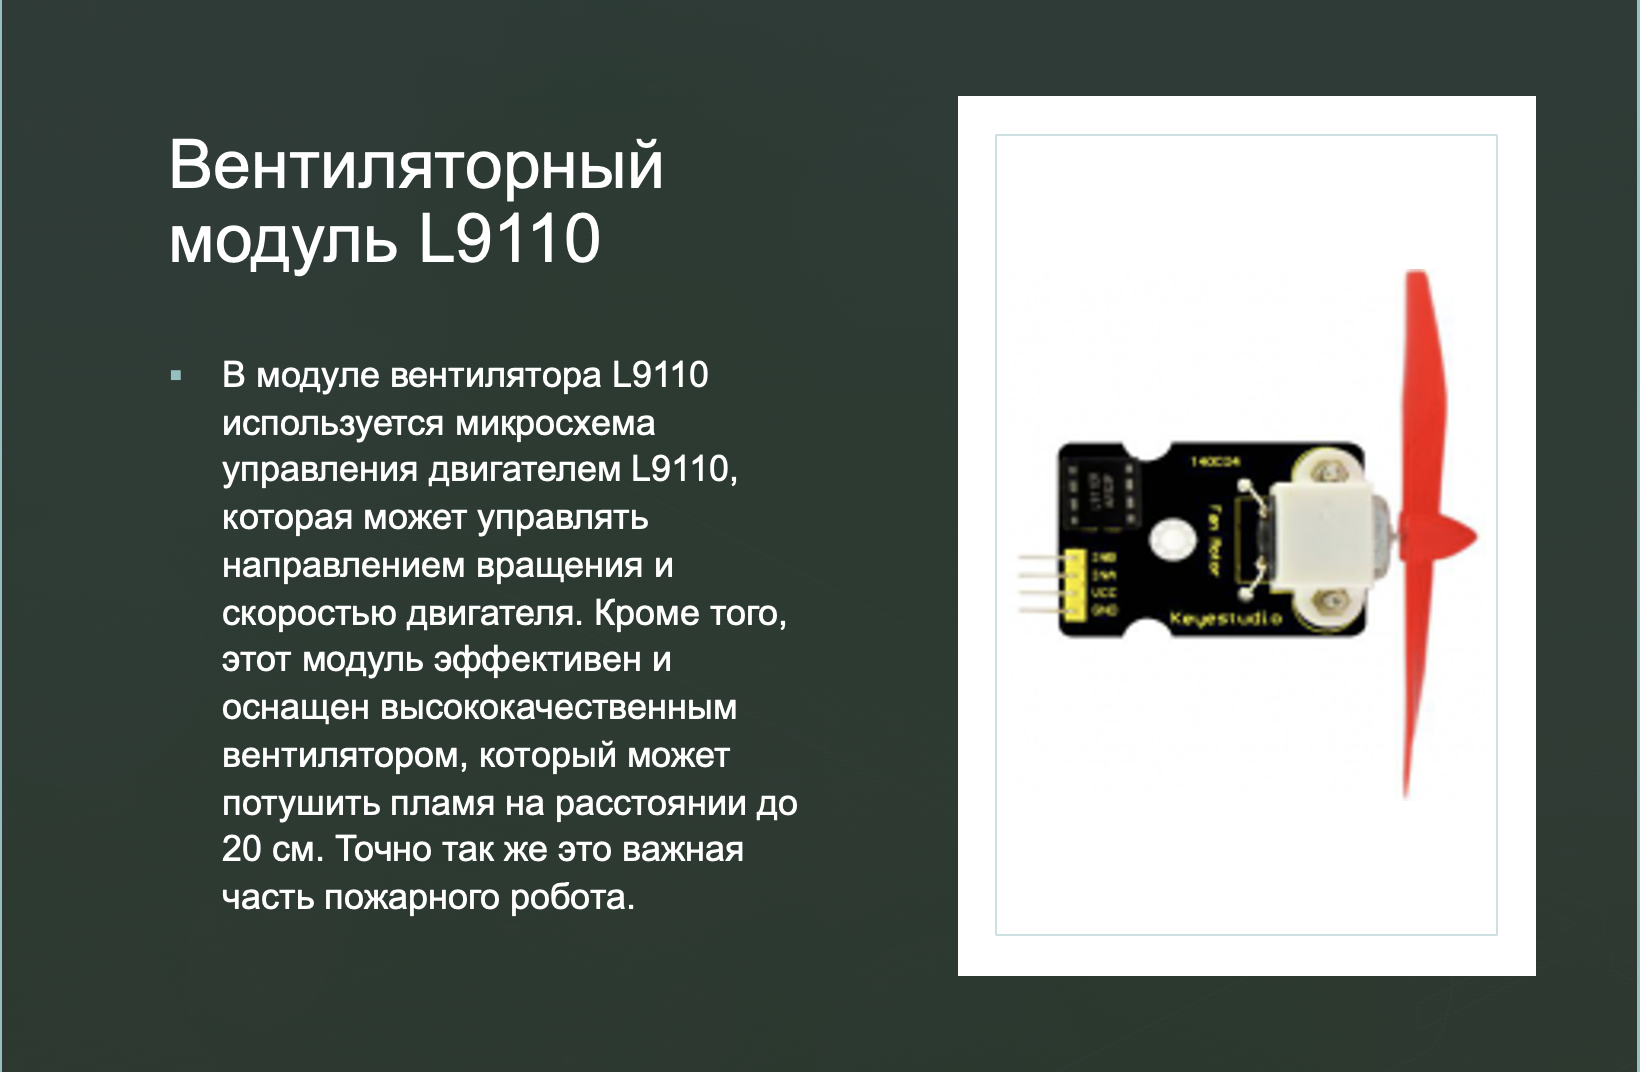 Вентиляторный
модуль L9110
В модуле вентилятора L9110
используется микросхема
управления двигателем L9110,
которая может управлять
направлением вращения и
скоростью двигателя. Кроме того,
этот модуль эффективен и
оснащен высококачественным
вентилятором, который может
потушить пламя на расстоянии до
20 см. Точно так же это важная
часть пожарного робота.
Fan Motor
INB
INA
VCC
GND
Keyestudio